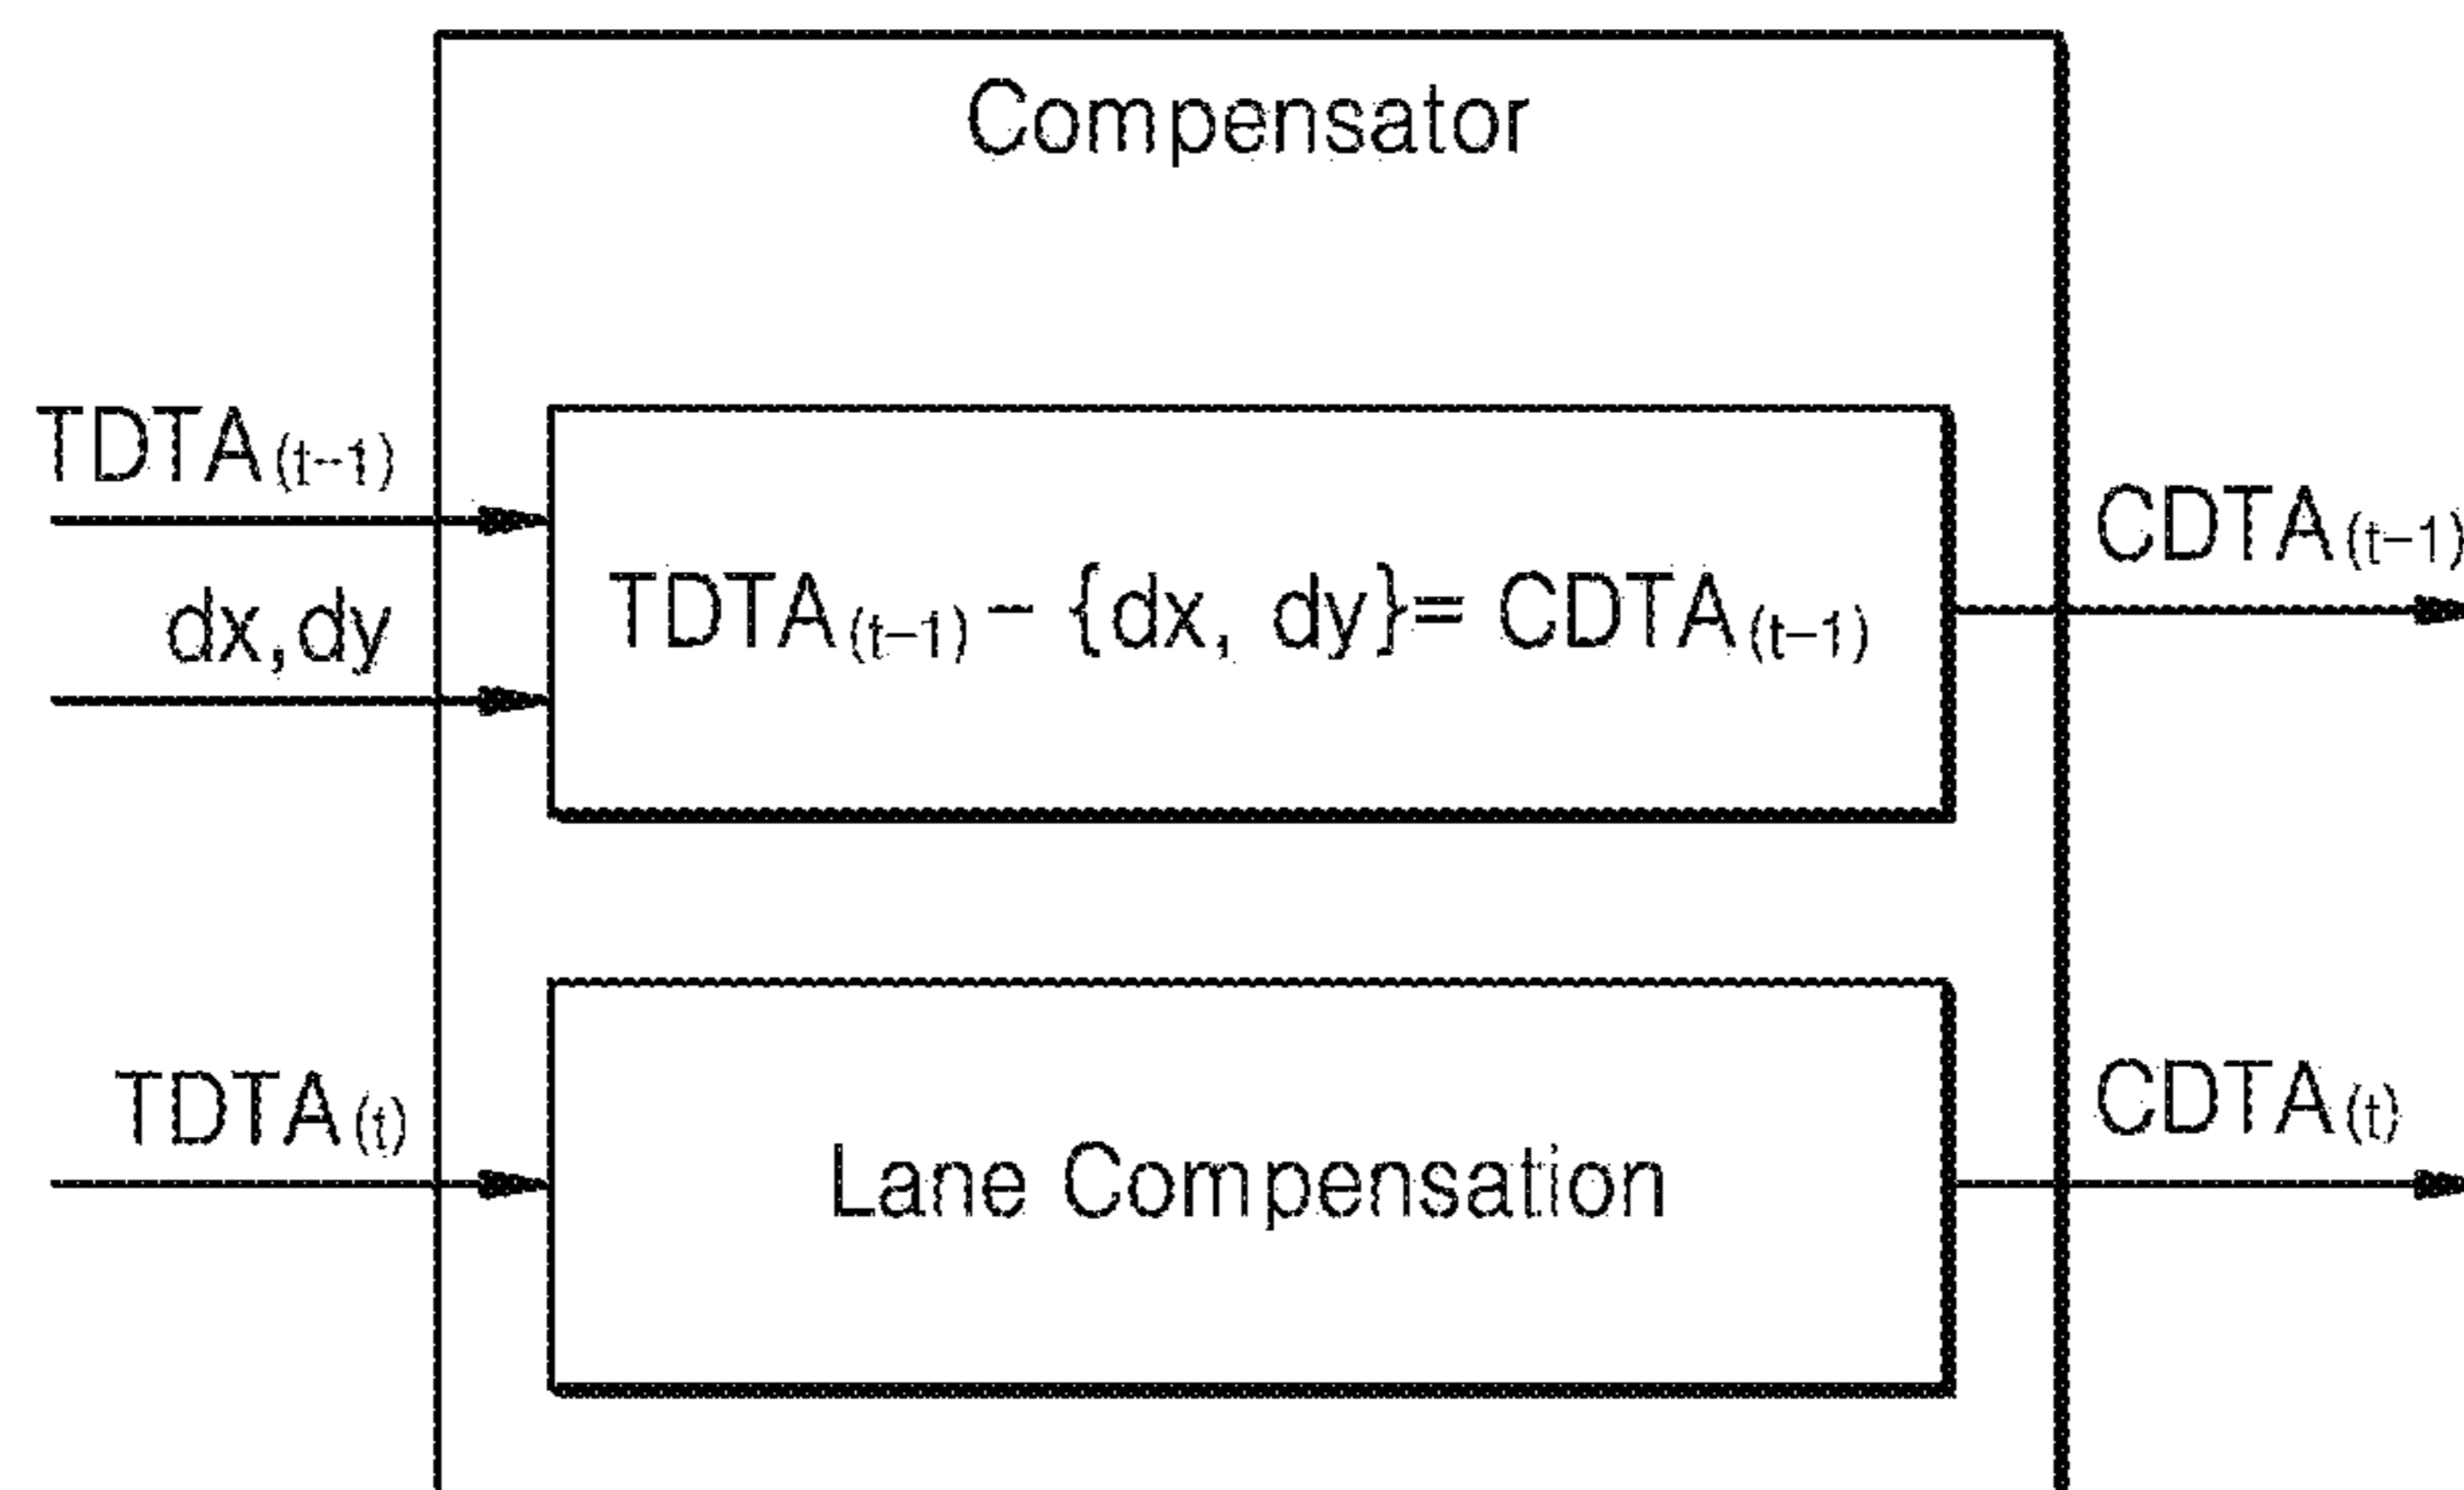 Compensator
TDTA(t-1)
dx,dy
TDTA(t-1) - {dx, dy}= CDTA(t-1)
CDTA(t-1)
TDTA(t)
Lane Compensation
CDTA(t)